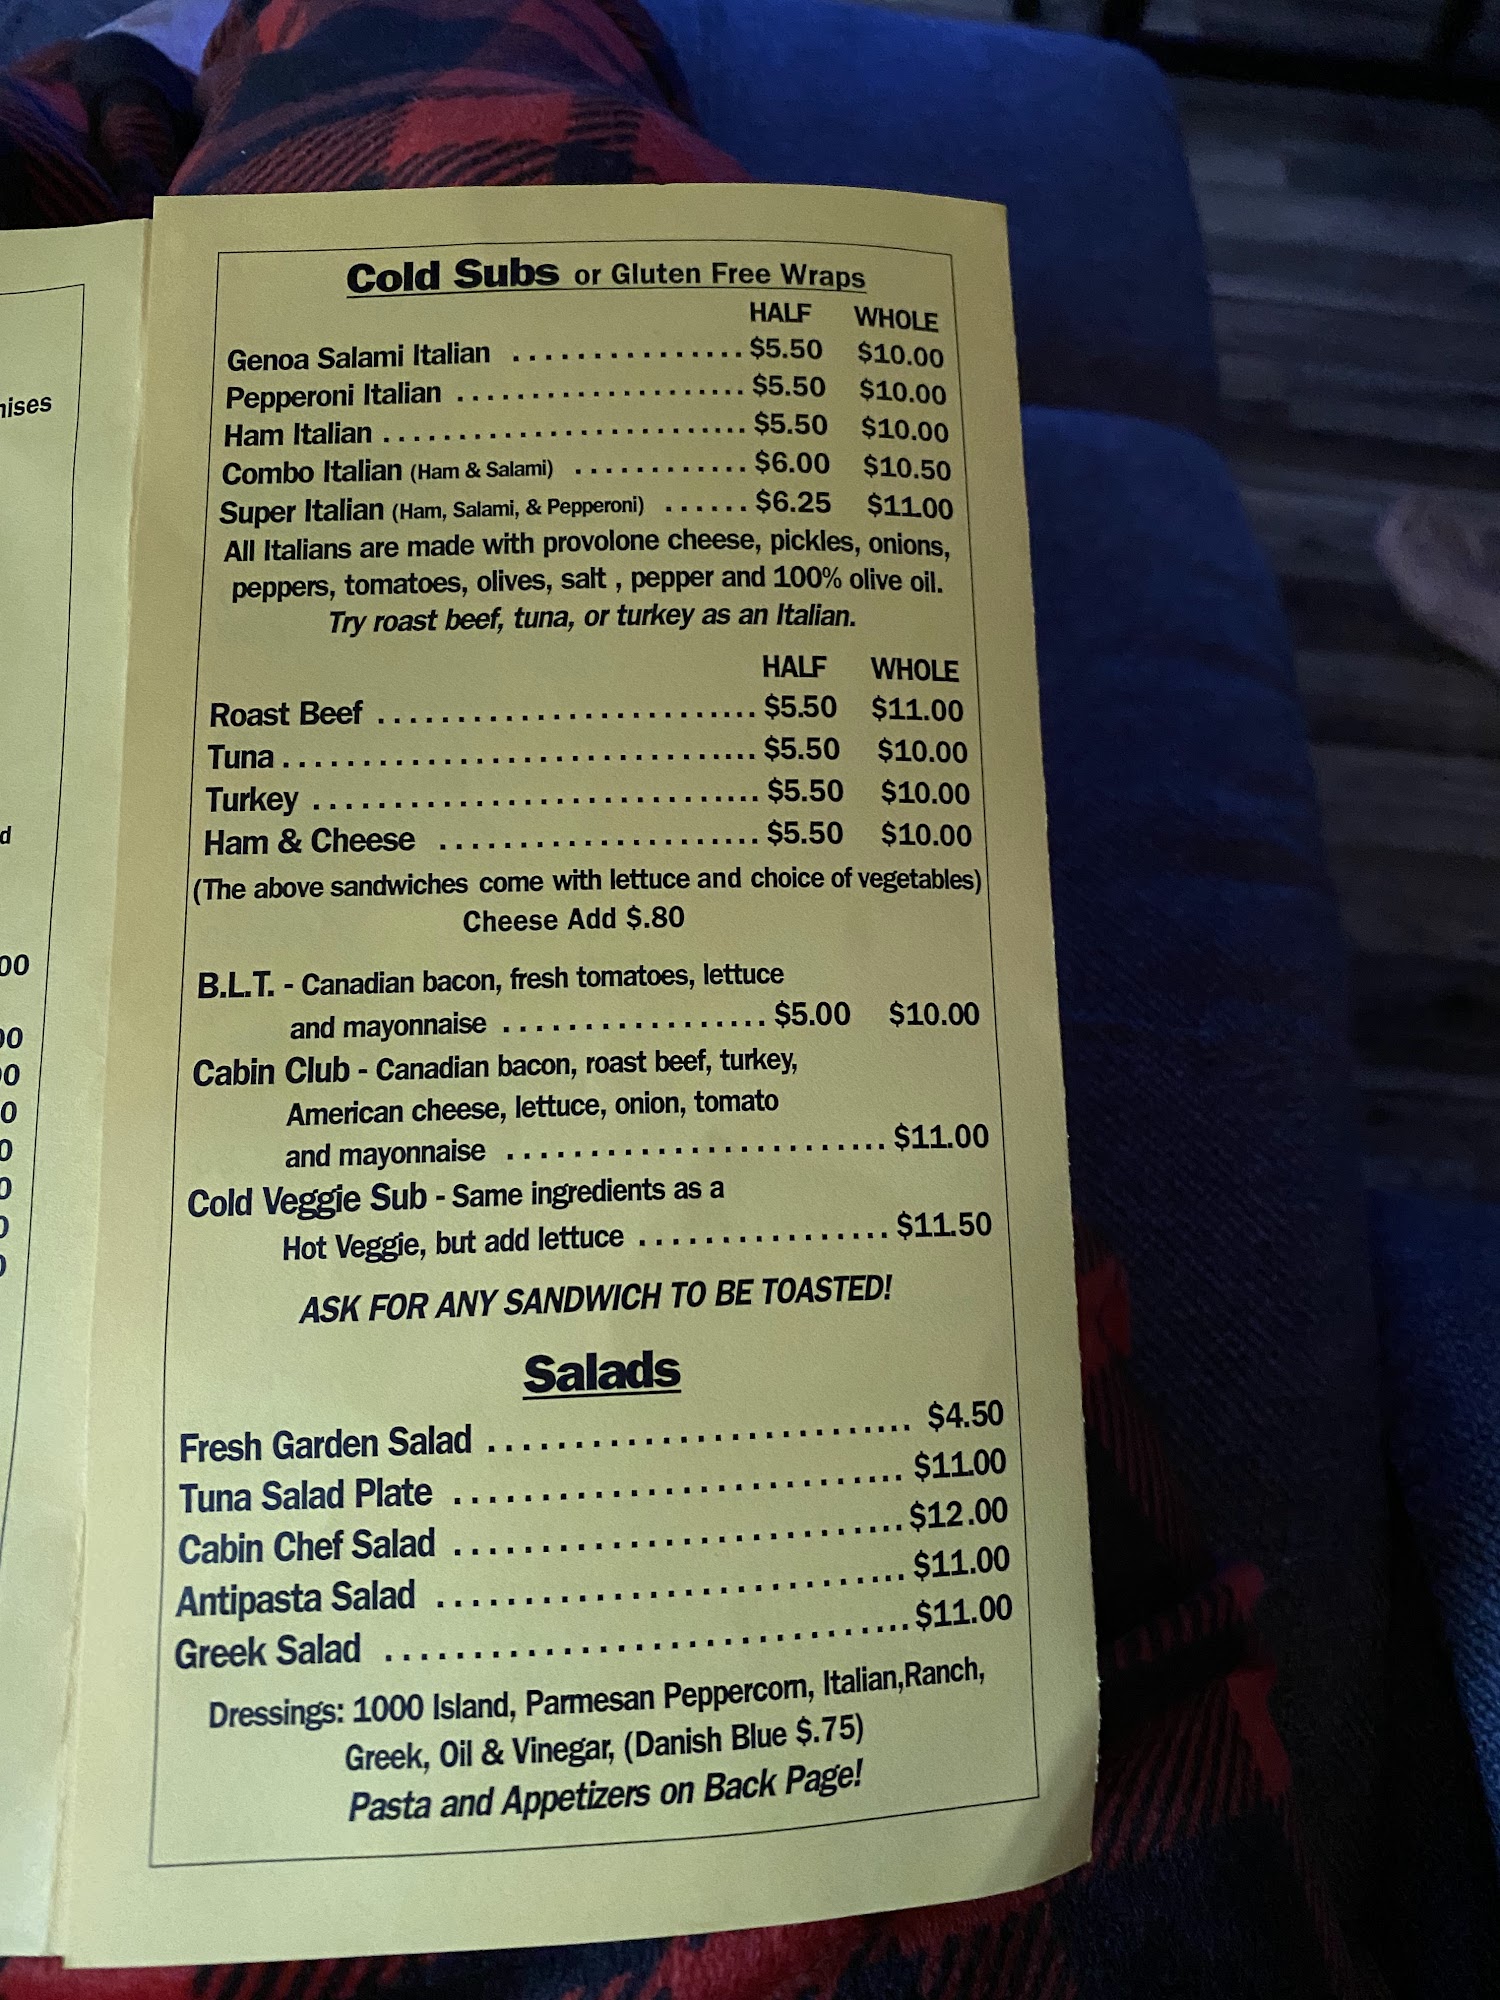 nises
d
00
00
00
0
0
0
0
0
Cold Subs or Gluten Free Wraps
HALF WHOLE
Genoa Salami Italian ............... $5.50 $10.00
Pepperoni Italian .................... $5.50 $10.00
Ham Italian ......................... $5.50 $10.00
Combo Italian (Ham & Salami) ............ $6.00 $10.50
Super Italian (Ham, Salami, & Pepperoni) ...... $6.25 $11.00
All Italians are made with provolone cheese, pickles, onions,
peppers, tomatoes, olives, salt , pepper and 100% olive oil.
Try roast beef, tuna, or turkey as an Italian.
HALF WHOLE
Roast Beef ........................ $5.50 $11.00
Tuna .............................. $5.50 $10.00
Turkey ............................ $5.50 $10.00
Ham & Cheese .................... $5.50 $10.00
(The above sandwiches come with lettuce and choice of vegetables)
Cheese Add $.80
B.L.T. - Canadian bacon, fresh tomatoes, lettuce
and mayonnaise ................ $5.00 $10.00
Cabin Club - Canadian bacon, roast beef, turkey,
American cheese, lettuce, onion, tomato
and mayonnaise ....................... $11.00
Cold Veggie Sub - Same ingredients as a
Hot Veggie, but add lettuce ................ $11.50
ASK FOR ANY SANDWICH TO BE TOASTED!
Salads
Fresh Garden Salad ............................. $4.50
Tuna Salad Plate ............................... $11.00
Cabin Chef Salad ............................... $12.00
Antipasta Salad ................................ $11.00
Greek Salad .................................... $11.00
Dressings: 1000 Island, Parmesan Peppercorn, Italian,Ranch,
Greek, Oil & Vinegar, (Danish Blue $.75)
Pasta and Appetizers on Back Page!